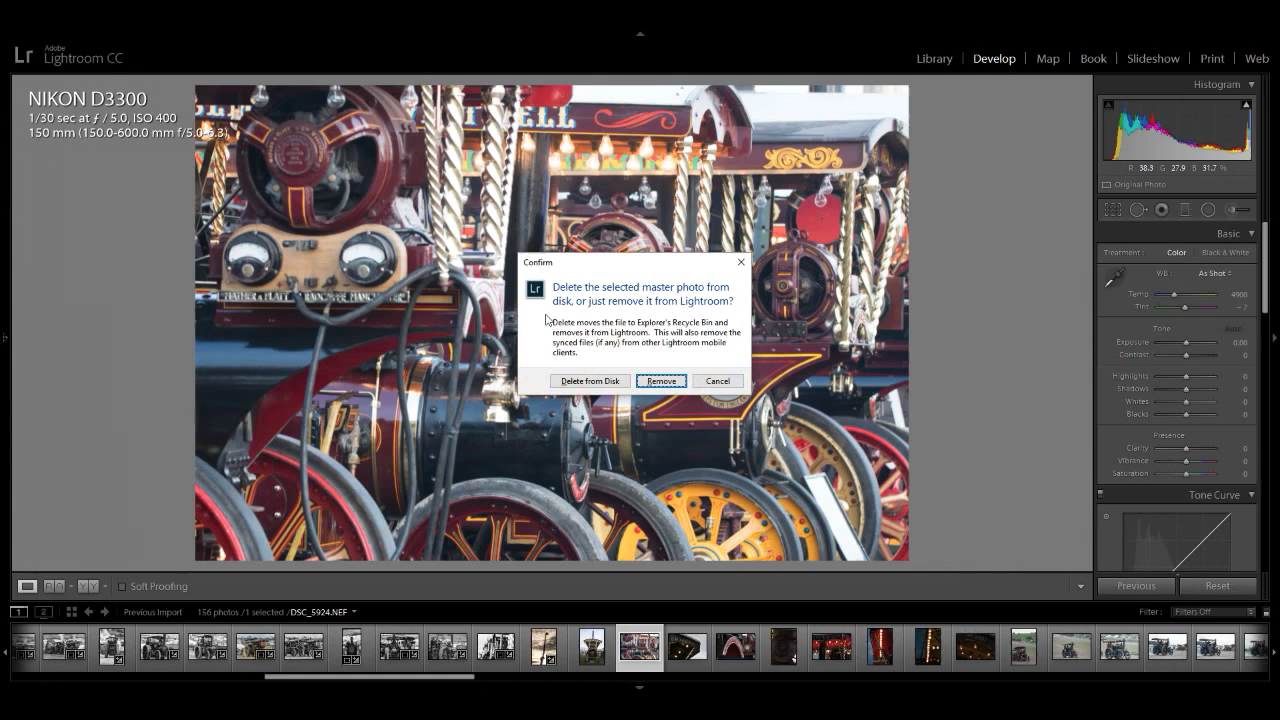 Lr Adobe
Lightroom CC
Library | Develop | Map | Book | Slideshow | Print | Web
NIKON D3300
1/30 sec at ƒ / 5.0, ISO 400
150 mm (150.0-600.0 mm f/5.0-6.3)
Histogram
R 38.3 G 27.9 B 31.7 %
Original Photo
Basic
Treatment : Color Black & White
WB : As Shot
Temp 4900
Tint - 7
Tone Auto
Exposure 0.00
Contrast 0
Highlights 0
Shadows 0
Whites 0
Blacks 0
Presence
Clarity 0
Vibrance 0
Saturation 0
Tone Curve
Previous Reset
Confirm
Lr
Delete the selected master photo from
disk, or just remove it from Lightroom?
Delete moves the file to Explorer's Recycle Bin and
removes it from Lightroom. This will also remove the
synced files (if any) from other Lightroom mobile
clients.
Delete from Disk Remove Cancel
Soft Proofing
1 2 Previous Import 156 photos / 1 selected / DSC_5924.NEF
Filter : Filters Off